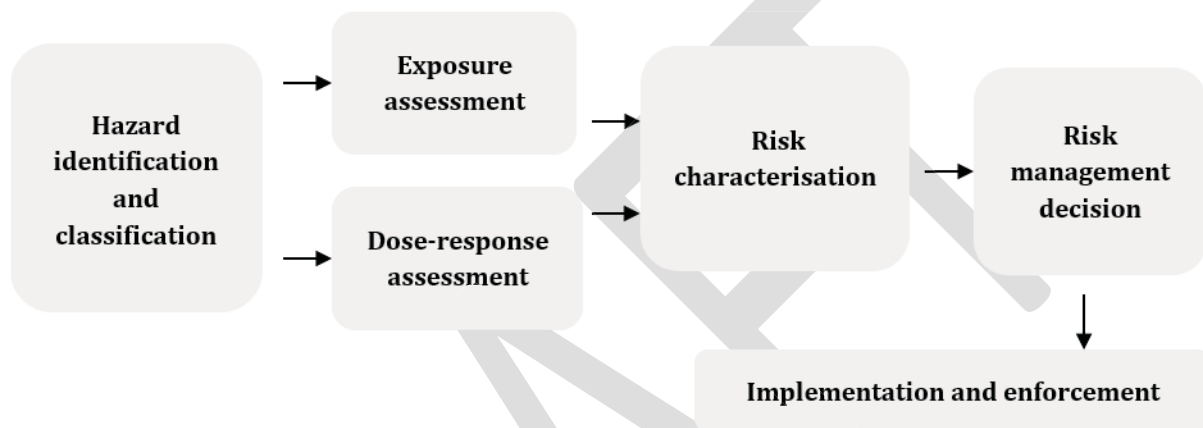 Hazard
identification
and
classification
Exposure
assessment
Dose-response
assessment
Risk
characterisation
Risk
management
decision
Implementation and enforcement